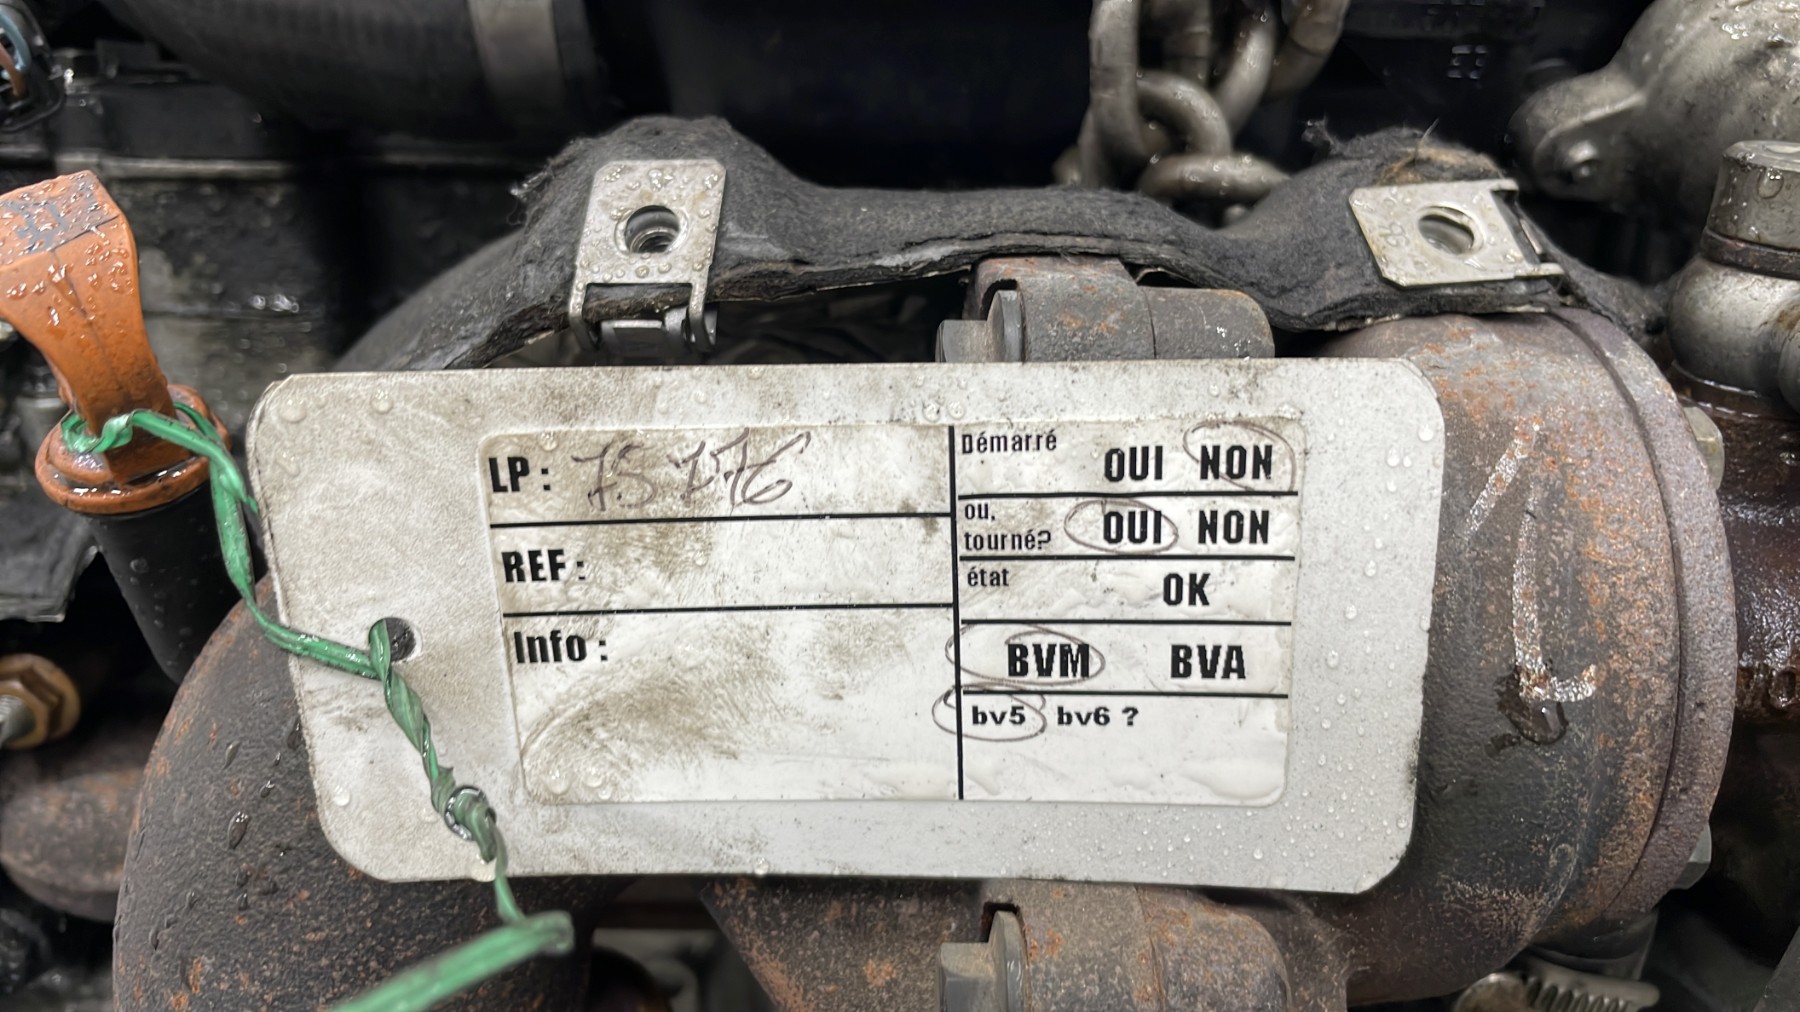 LP : 75 176
REF :
Info :
Démarré OUI NON
ou, tourné? OUI NON
état OK
BVM BVA
bv5 bv6 ?